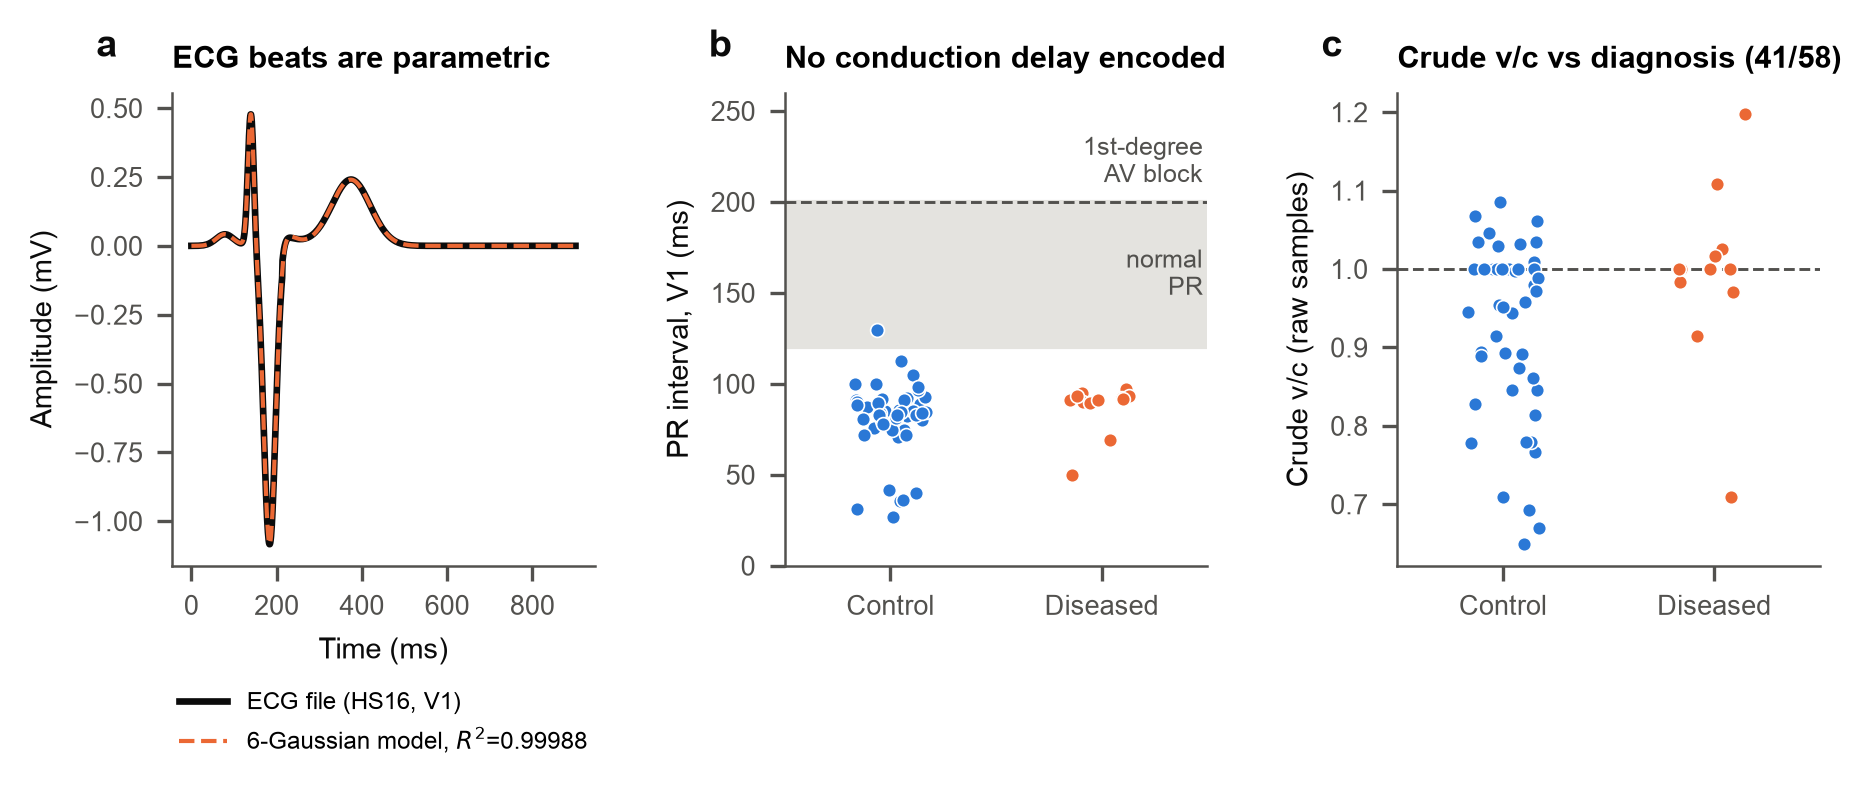 a
ECG beats are parametric
0.50
0.25
0.00
−0.25
−0.50
−0.75
−1.00
Amplitude (mV)
0 200 400 600 800
Time (ms)
ECG file (HS16, V1)
6-Gaussian model, R²=0.99988
b
No conduction delay encoded
250
200
150
100
50
0
PR interval, V1 (ms)
1st-degree
AV block
normal
PR
Control Diseased
c
Crude v/c vs diagnosis (41/58)
1.2
1.1
1.0
0.9
0.8
0.7
Crude v/c (raw samples)
Control Diseased